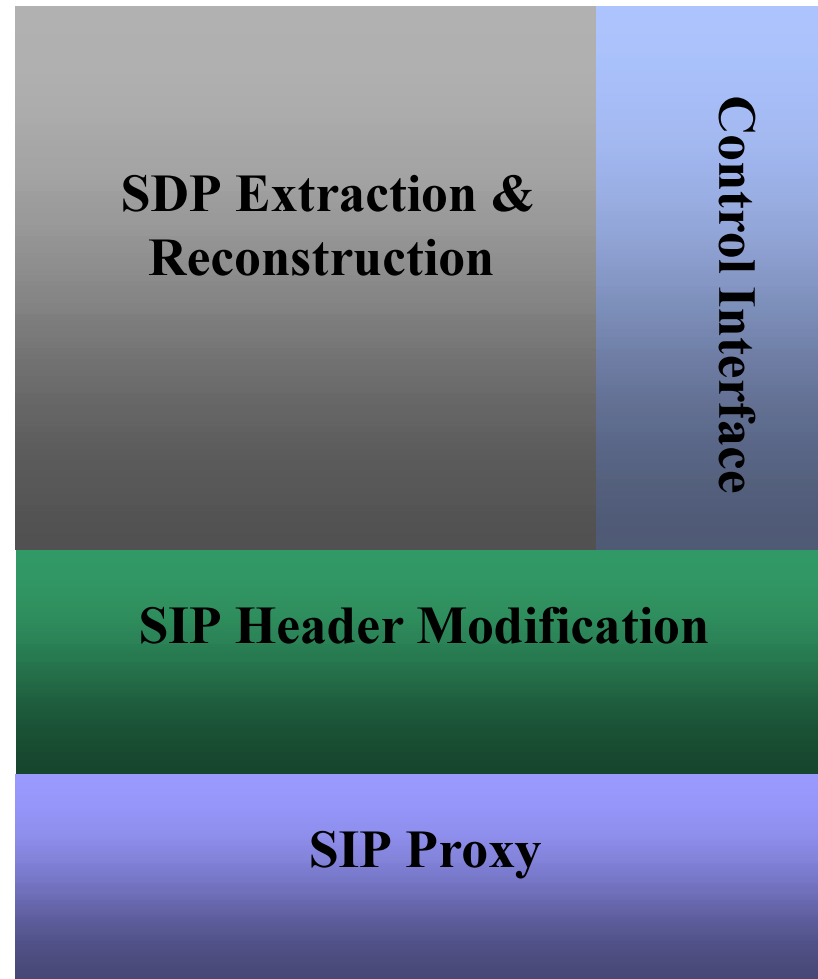 SDP Extraction &
Reconstruction
Control Interface
SIP Header Modification
SIP Proxy